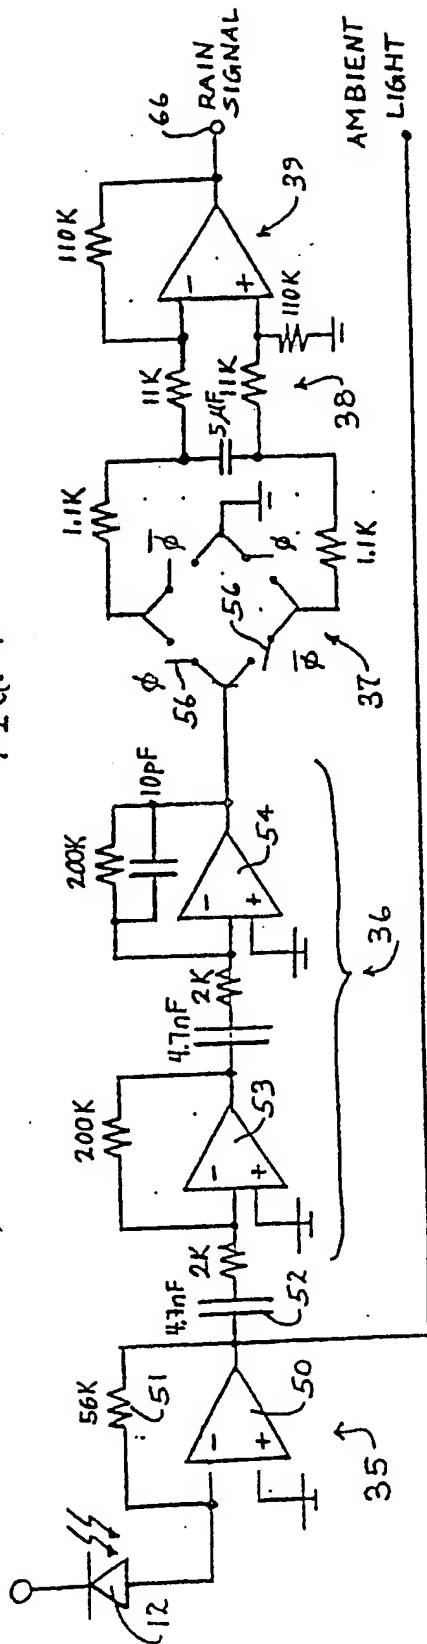 12
56K
51
50
35
4.7nF
52
2K
200K
53
4.7nF
2K
200K
10pF
54
36
φ
56
56
φ̅
φ̅
φ
37
1.1K
1.1K
5µF
11K
11K
38
110K
110K
39
66
RAIN
SIGNAL
AMBIENT
LIGHT
-
+
-
+
-
+
-
+